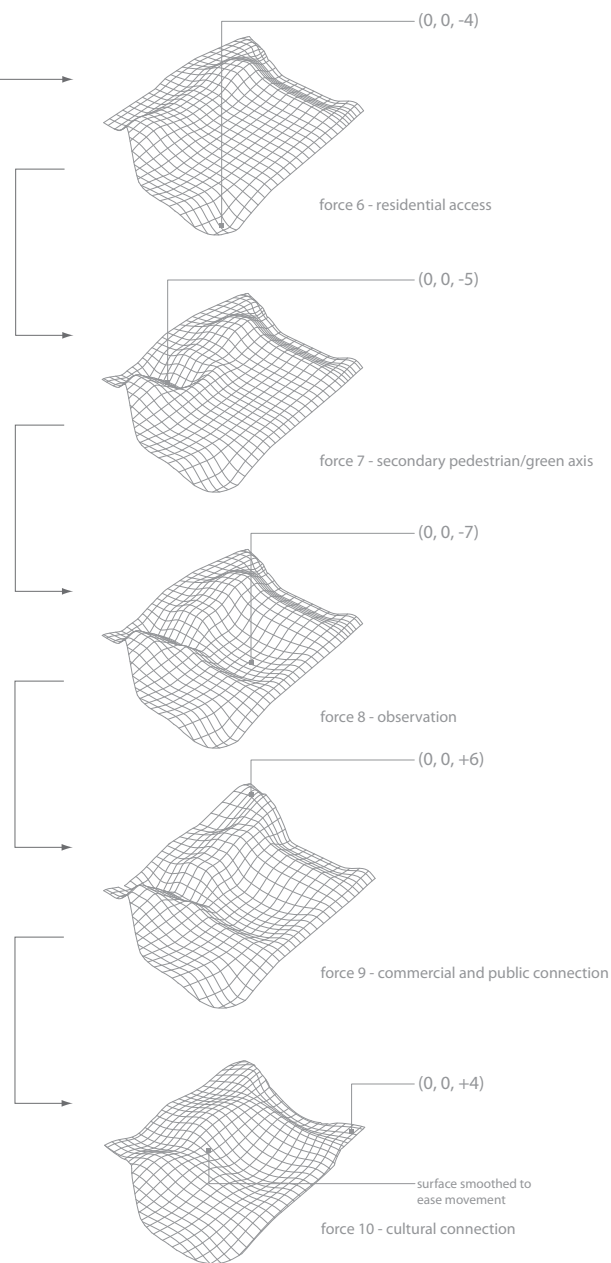 (0, 0, -4)
force 6 - residential access
(0, 0, -5)
force 7 - secondary pedestrian/green axis
(0, 0, -7)
force 8 - observation
(0, 0, +6)
force 9 - commercial and public connection
(0, 0, +4)
surface smoothed to
ease movement
force 10 - cultural connection